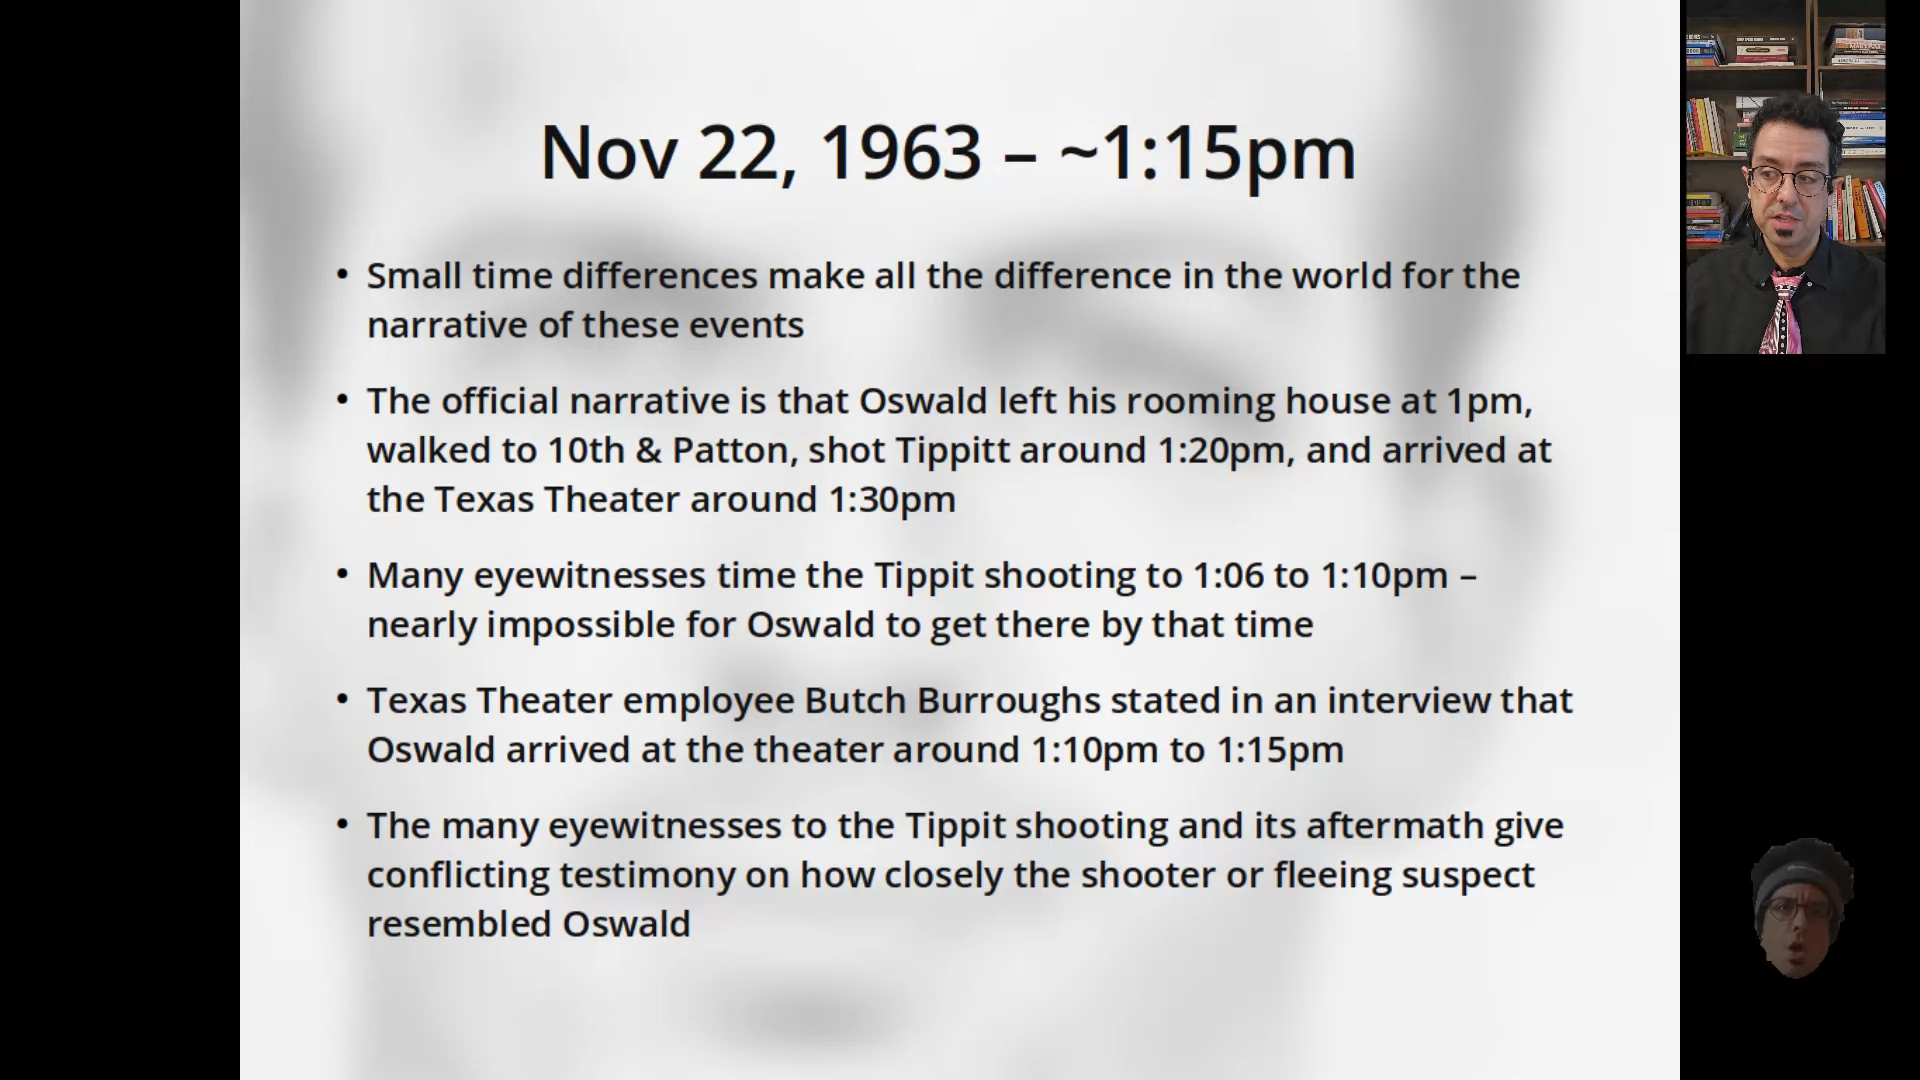 Nov 22, 1963 – ~1:15pm
• Small time differences make all the difference in the world for the
narrative of these events
• The official narrative is that Oswald left his rooming house at 1pm,
walked to 10th & Patton, shot Tippitt around 1:20pm, and arrived at
the Texas Theater around 1:30pm
• Many eyewitnesses time the Tippit shooting to 1:06 to 1:10pm –
nearly impossible for Oswald to get there by that time
• Texas Theater employee Butch Burroughs stated in an interview that
Oswald arrived at the theater around 1:10pm to 1:15pm
• The many eyewitnesses to the Tippit shooting and its aftermath give
conflicting testimony on how closely the shooter or fleeing suspect
resembled Oswald